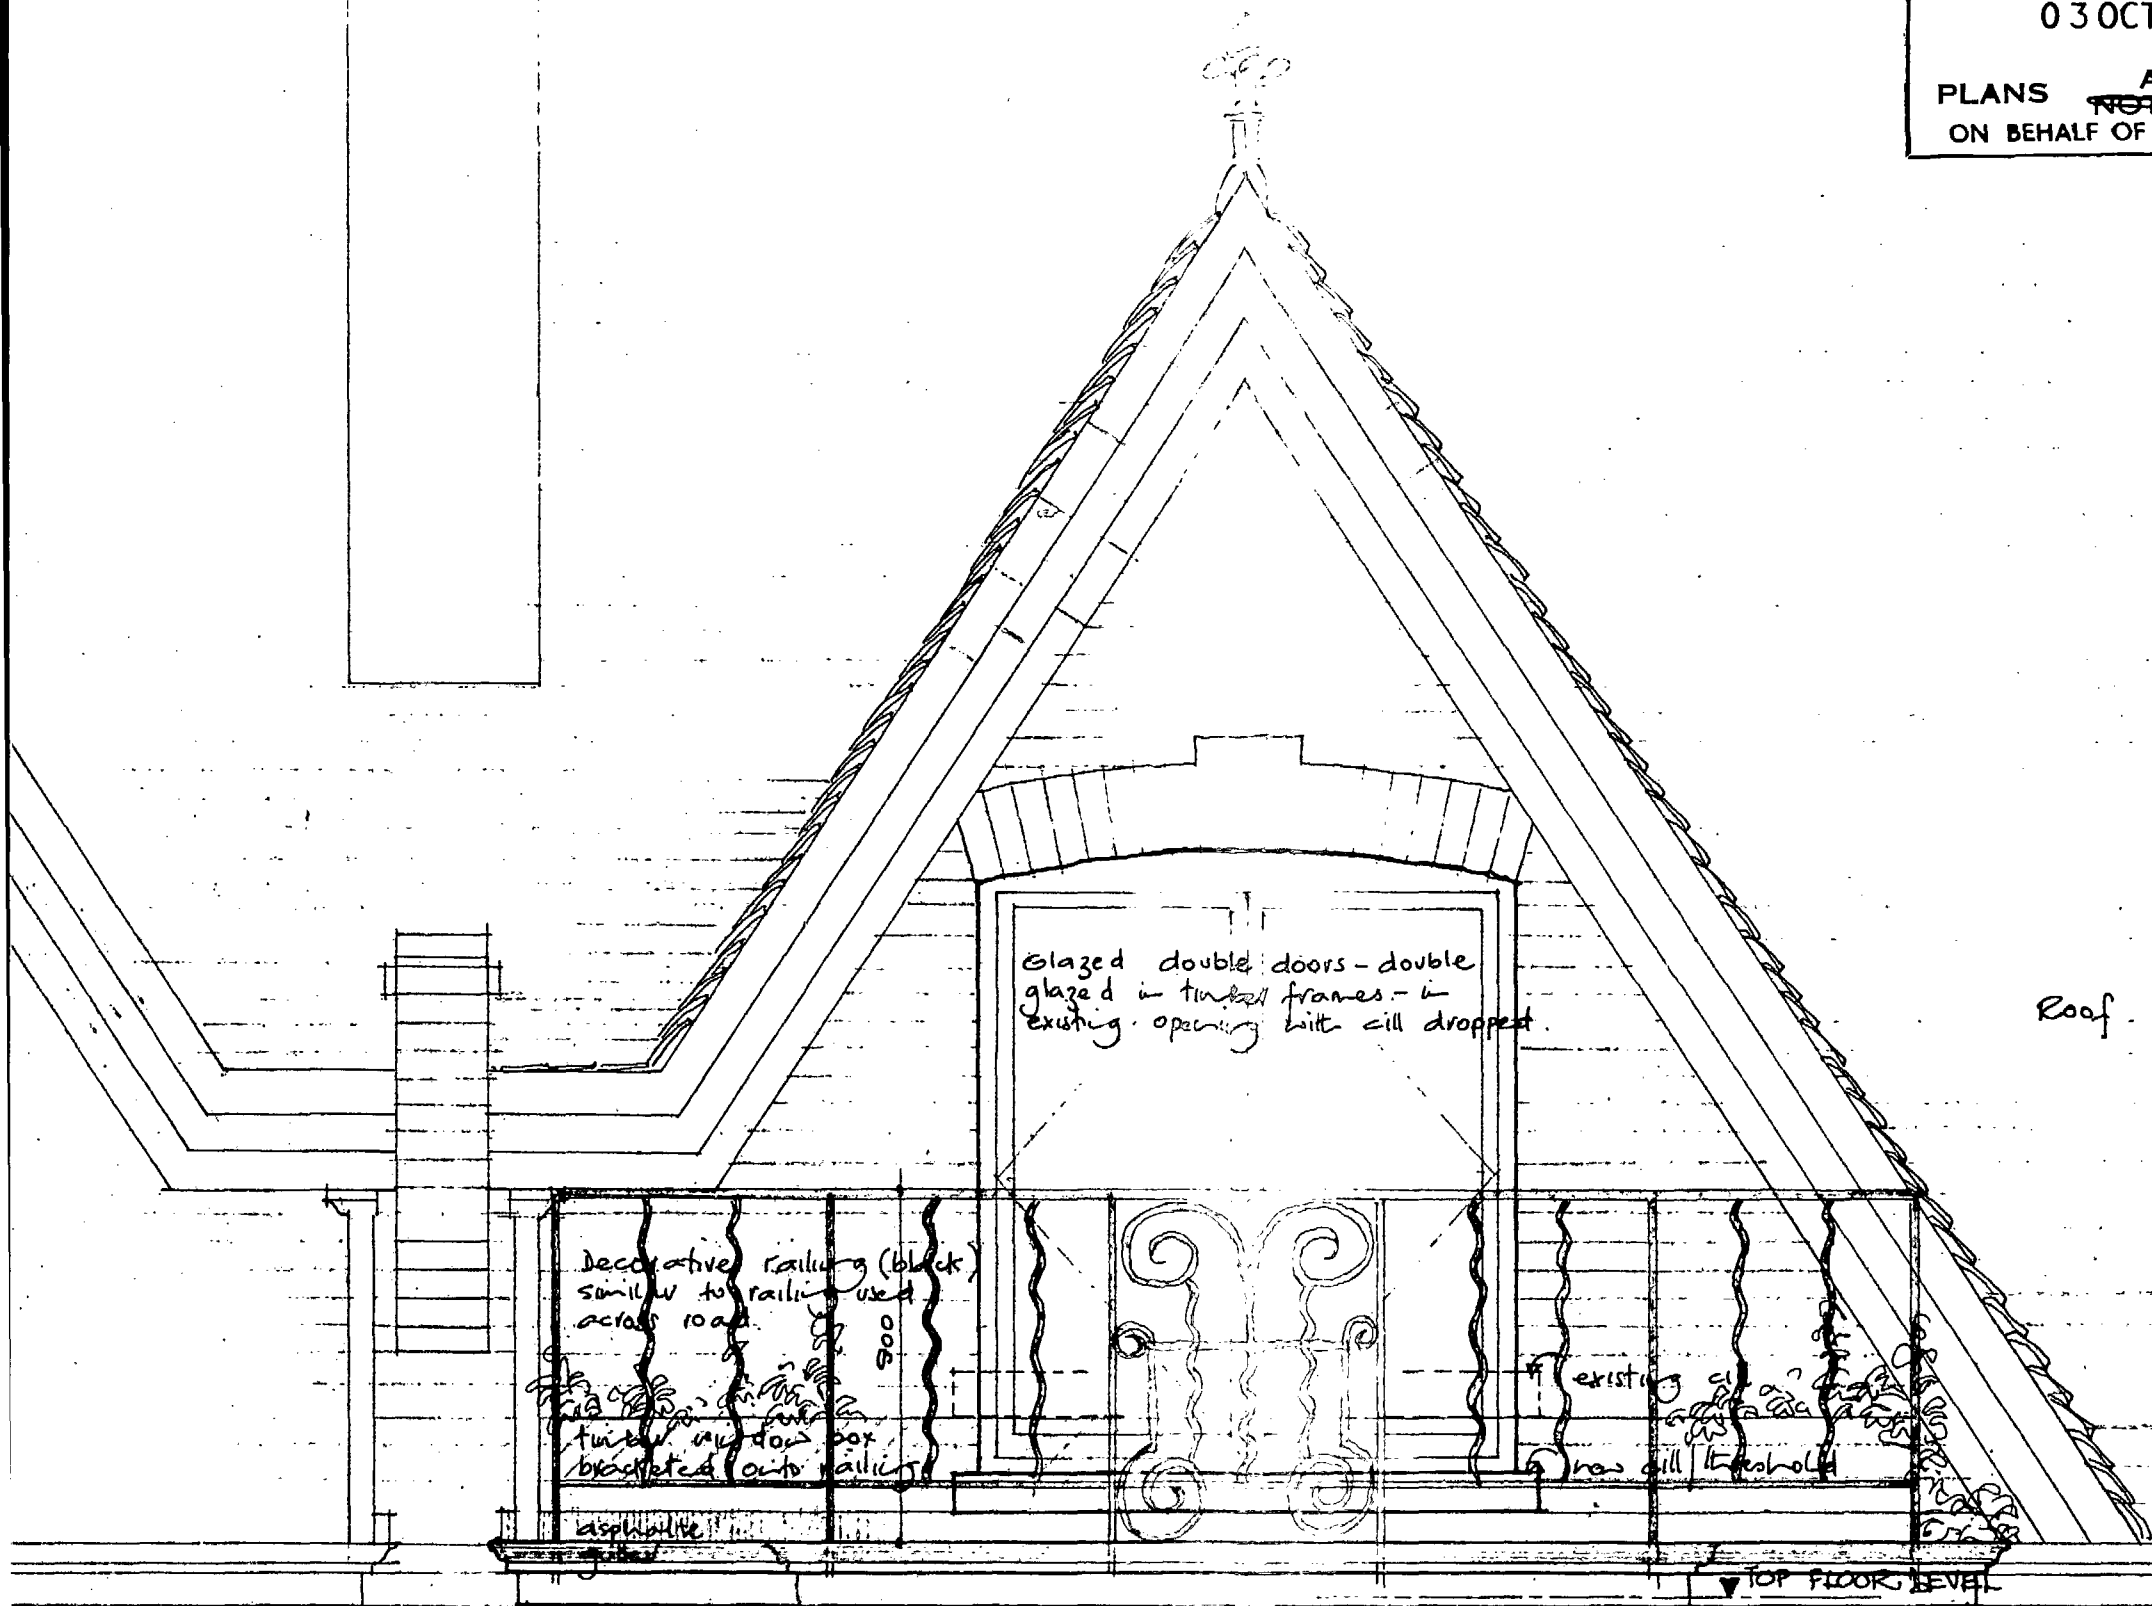 03 OCT
PLANS
ON BEHALF OF
Glazed double doors - double
glazed in timber frames - in
existing opening with cill dropped.
Roof.
Decorative railing (black)
similar to railing used
across road.
900
existing cill
timber window box
bracketed onto railing
new cill / threshold
asphalte
gutter
TOP FLOOR LEVEL